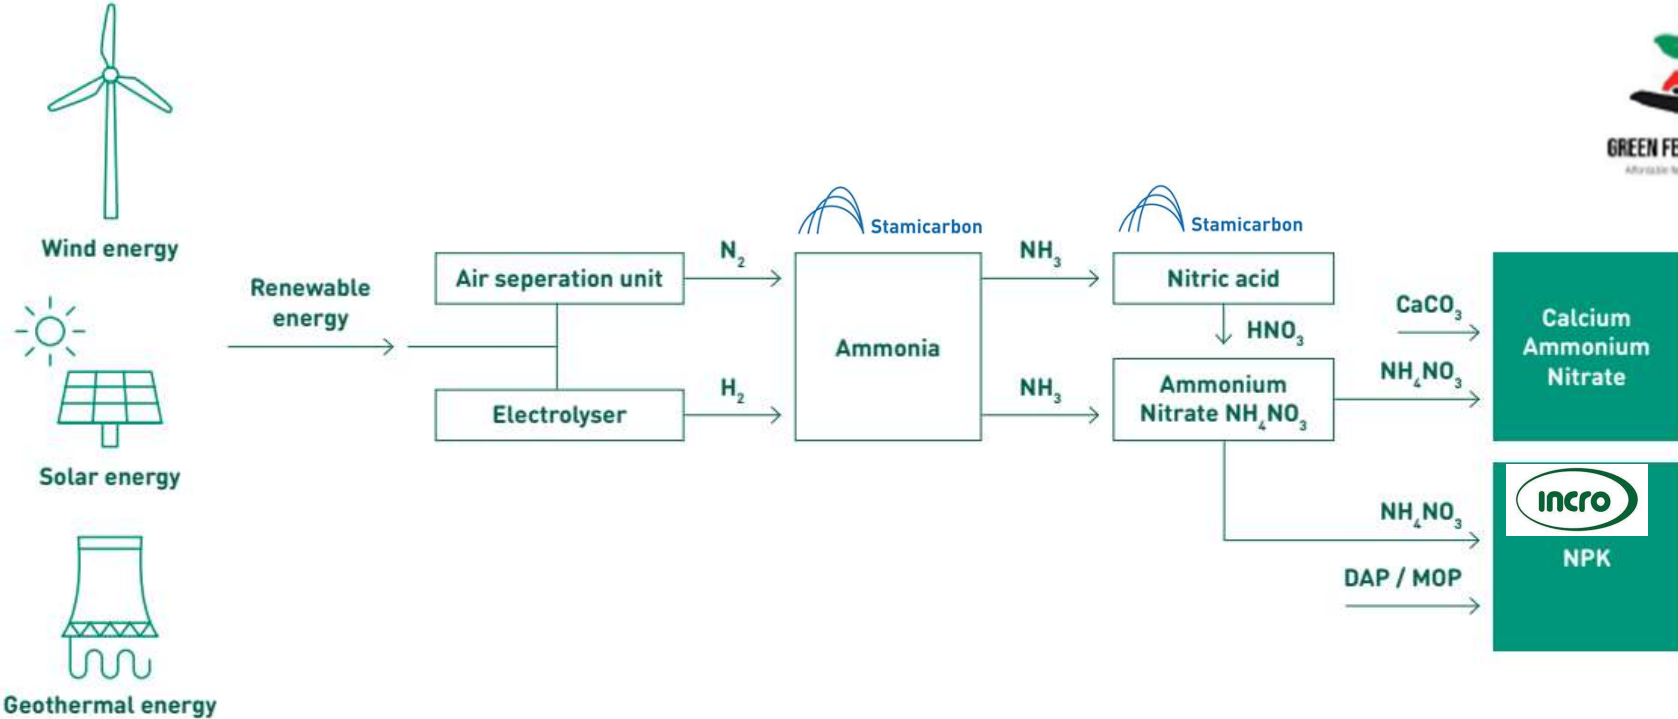 GREEN FE
Wind energy
Solar energy
Geothermal energy
Renewable
energy
Air seperation unit
Electrolyser
N₂
H₂
Stamicarbon
Ammonia
NH₃
NH₃
Stamicarbon
Nitric acid
HNO₃
Ammonium
Nitrate NH₄NO₃
CaCO₃
NH₄NO₃
Calcium
Ammonium
Nitrate
NH₄NO₃
DAP / MOP
incro
NPK